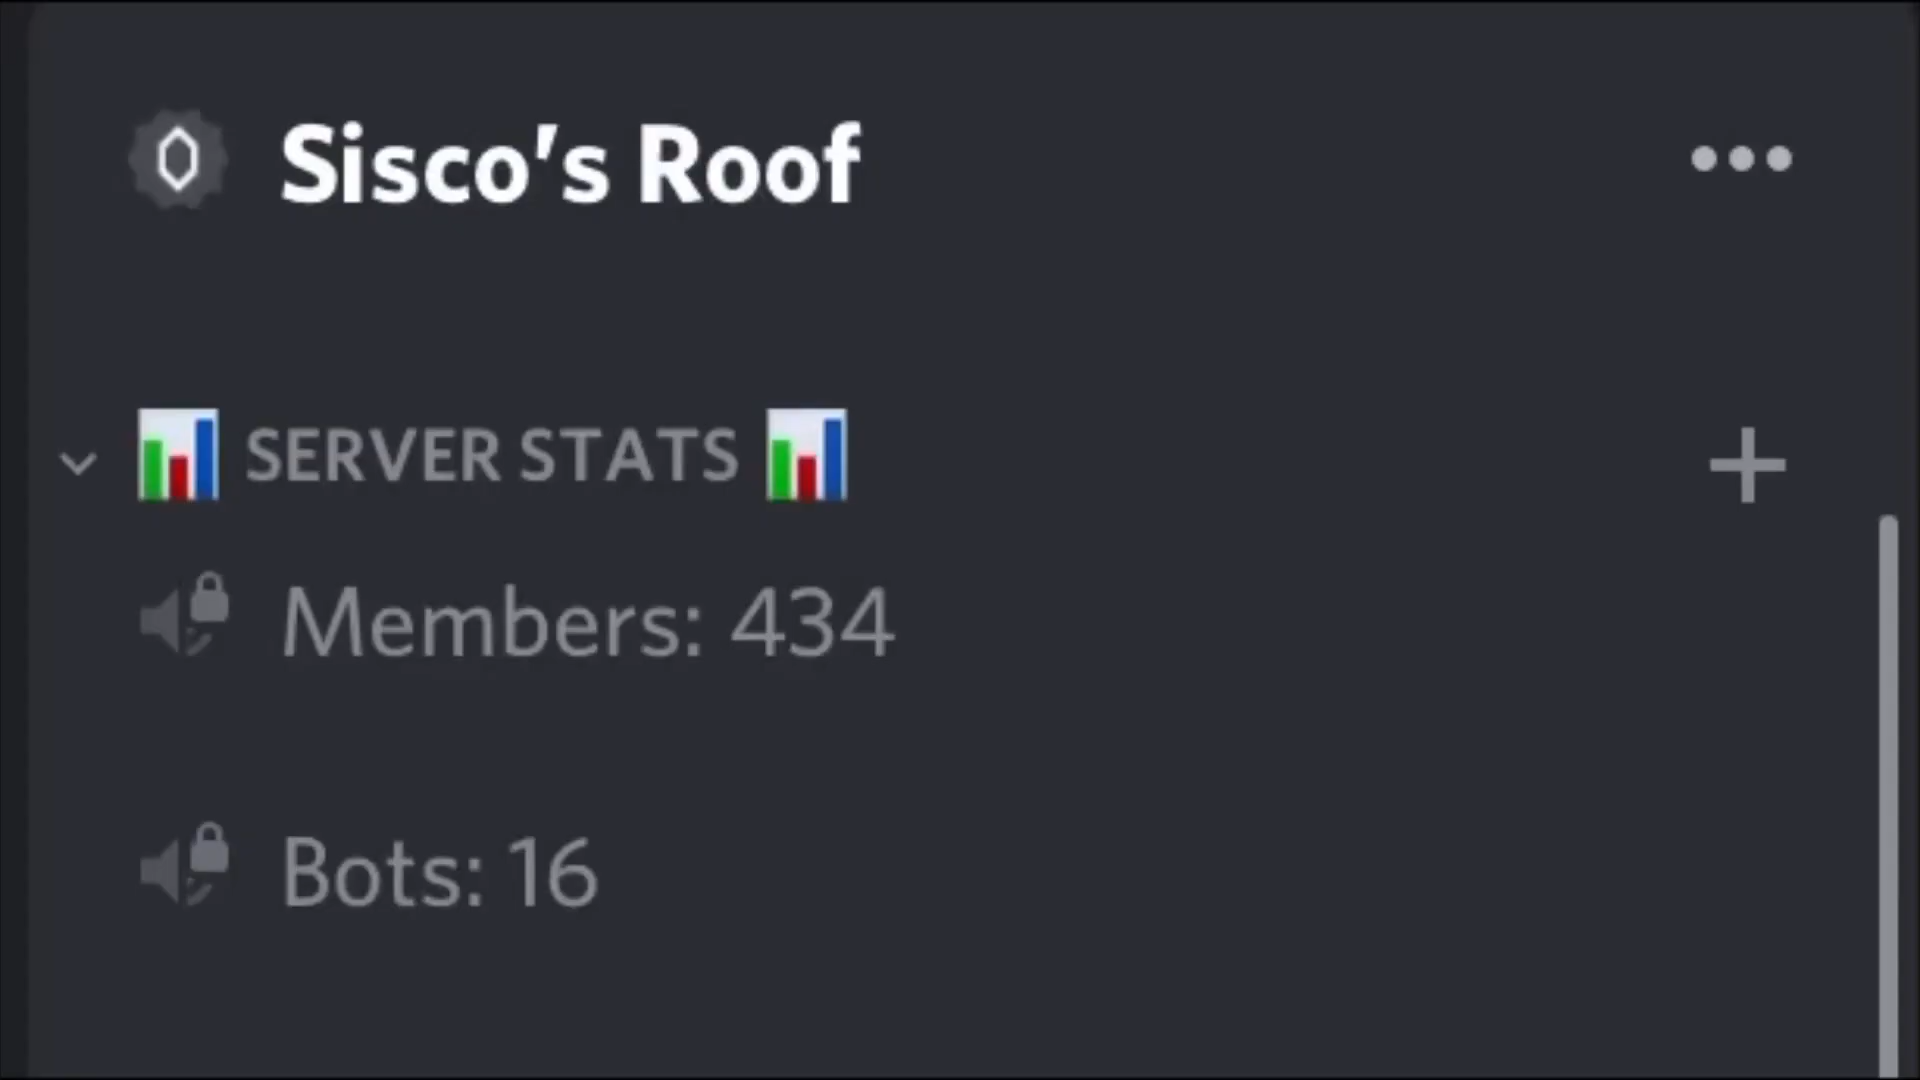 Sisco's Roof
📊 SERVER STATS 📊
Members: 434
Bots: 16